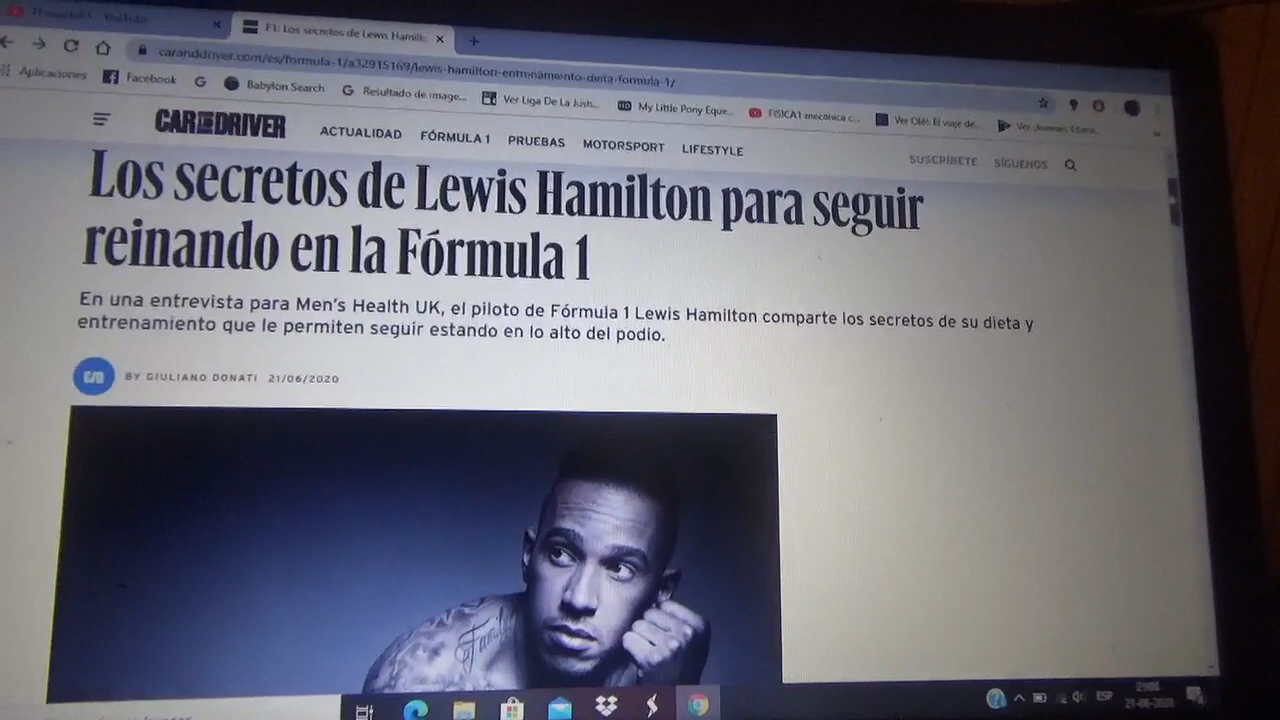 F1: Los secretos de Lewis Hamilto
caranddriver.com/es/formula-1/a32915169/lewis-hamilton-entrenamiento-dieta-formula-1/
Aplicaciones Facebook Babylon Search Resultado de image... Ver Liga De La Justi... My Little Pony Eque... FISICA1 mecánica c... Ver Olé!: El viaje de...
CAR AND DRIVER ACTUALIDAD FÓRMULA 1 PRUEBAS MOTORSPORT LIFESTYLE SUSCRÍBETE SÍGUENOS
Los secretos de Lewis Hamilton para seguir
reinando en la Fórmula 1
En una entrevista para Men's Health UK, el piloto de Fórmula 1 Lewis Hamilton comparte los secretos de su dieta y
entrenamiento que le permiten seguir estando en lo alto del podio.
C/D BY GIULIANO DONATI 21/06/2020
Family
ESP
21-06-2020